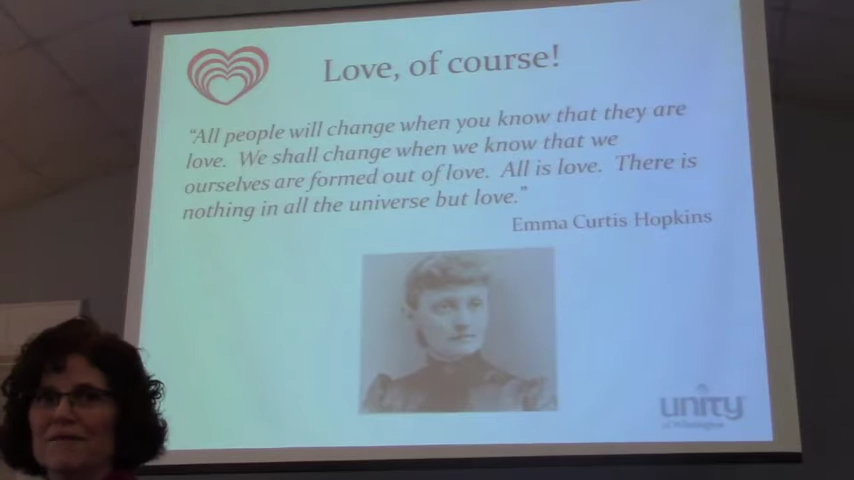 Love, of course!
“All people will change when you know that they are
love.  We shall change when we know that we
ourselves are formed out of love.  All is love.  There is
nothing in all the universe but love.”
Emma Curtis Hopkins
unity